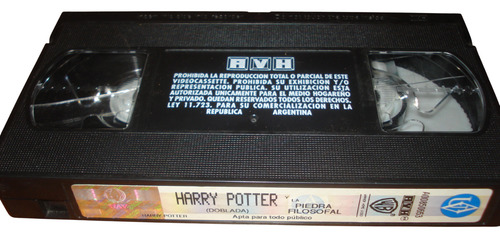 AVH
PROHIBIDA LA REPRODUCCION TOTAL O PARCIAL DE ESTE
VIDEOCASSETTE. PROHIBIDA SU EXHIBICION Y/O
REPRESENTACION PUBLICA. SU UTILIZACION ESTA
AUTORIZADA UNICAMENTE PARA EL MEDIO HOGAREÑO
Y PRIVADO. QUEDAN RESERVADOS TODOS LOS DERECHOS.
LEY 11.723. PARA SU COMERCIALIZACION EN LA
REPUBLICA ARGENTINA
HARRY POTTER Y LA
PIEDRA
FILOSOFAL
(DOBLADA)
HARRY POTTER
Apta para todo público
WB
AVH